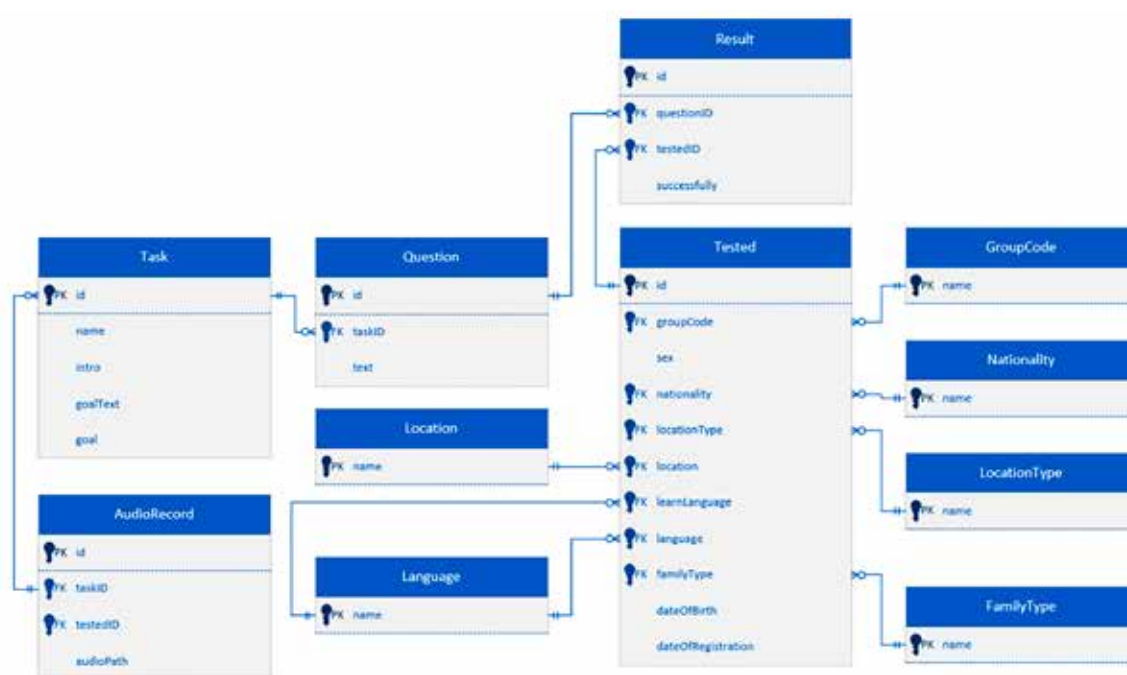 Result
PK id
FK questionID
FK testedID
successfully
Task
PK id
name
intro
goalText
goal
Question
PK id
FK taskID
text
Tested
PK id
FK groupCode
sex
FK nationality
FK locationType
FK location
FK learnLanguage
FK language
FK familyType
dateOfBirth
dateOfRegistration
GroupCode
PK name
Nationality
PK name
Location
PK name
LocationType
PK name
AudioRecord
PK id
FK taskID
FK testedID
audioPath
Language
PK name
FamilyType
PK name